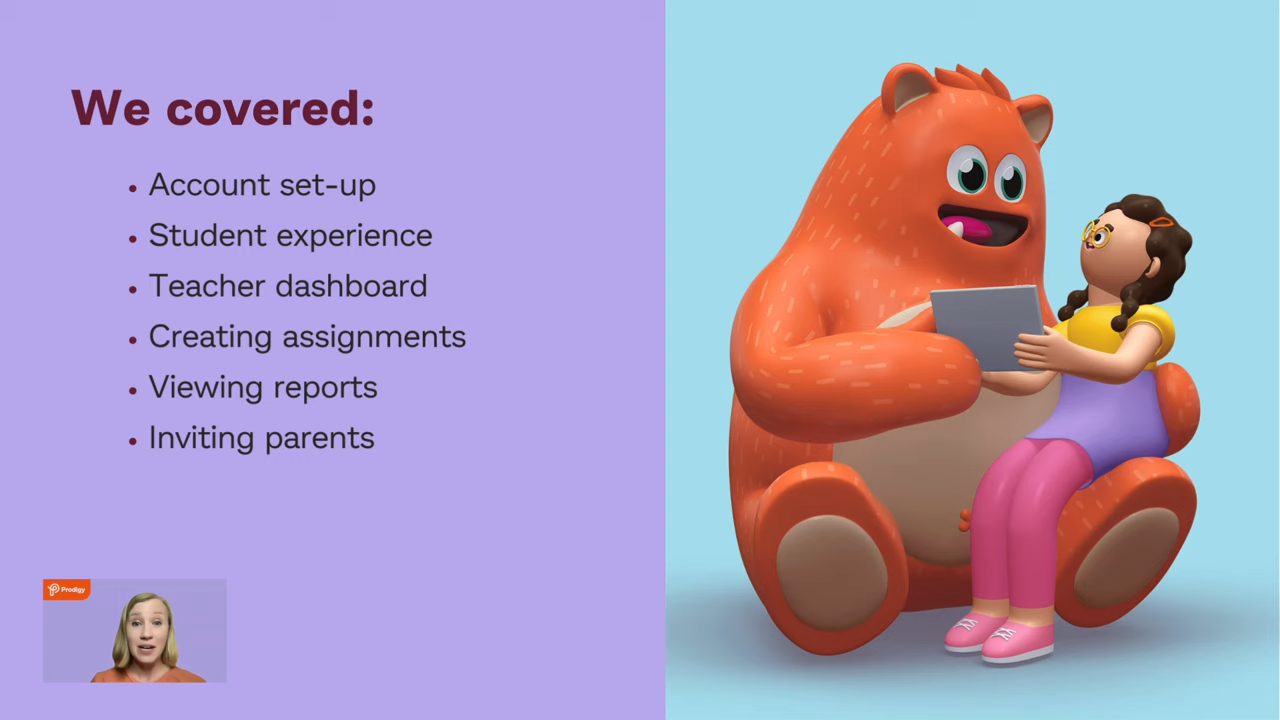 We covered:
• Account set-up
• Student experience
• Teacher dashboard
• Creating assignments
• Viewing reports
• Inviting parents
Prodigy